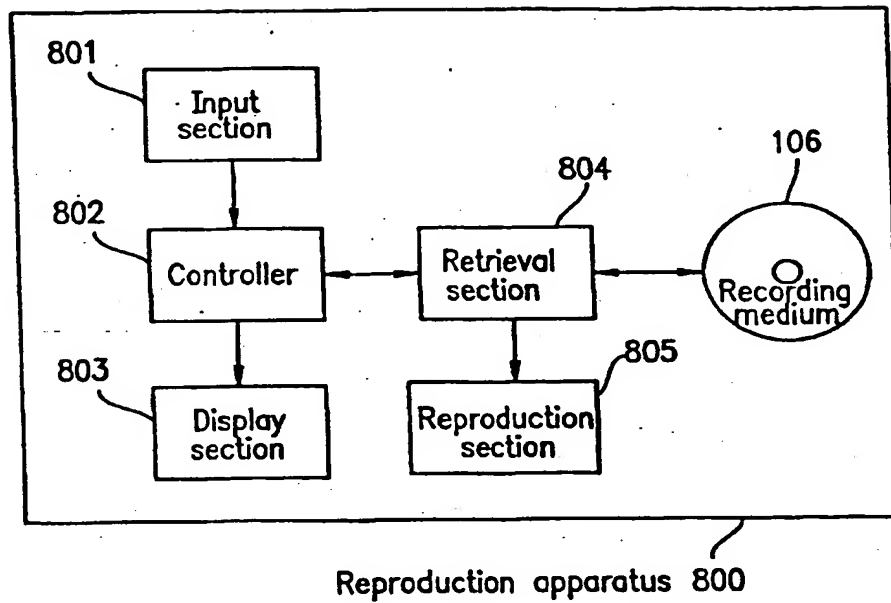 801
Input
section
804
106
802
Controller
Retrieval
section
Recording
medium
803
805
Display
section
Reproduction
section
Reproduction apparatus 800